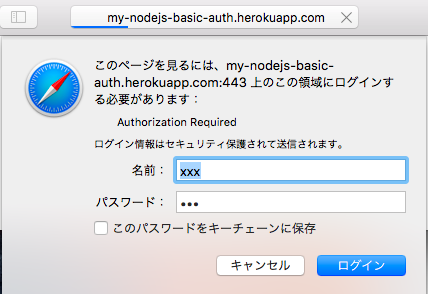 my-nodejs-basic-auth.herokuapp.com
このページを見るには、my-nodejs-basic-
auth.herokuapp.com:443 上のこの領域にログインす
る必要があります：
Authorization Required
ログイン情報はセキュリティ保護されて送信されます。
名前： xxx
パスワード： •••
このパスワードをキーチェーンに保存
キャンセル ログイン